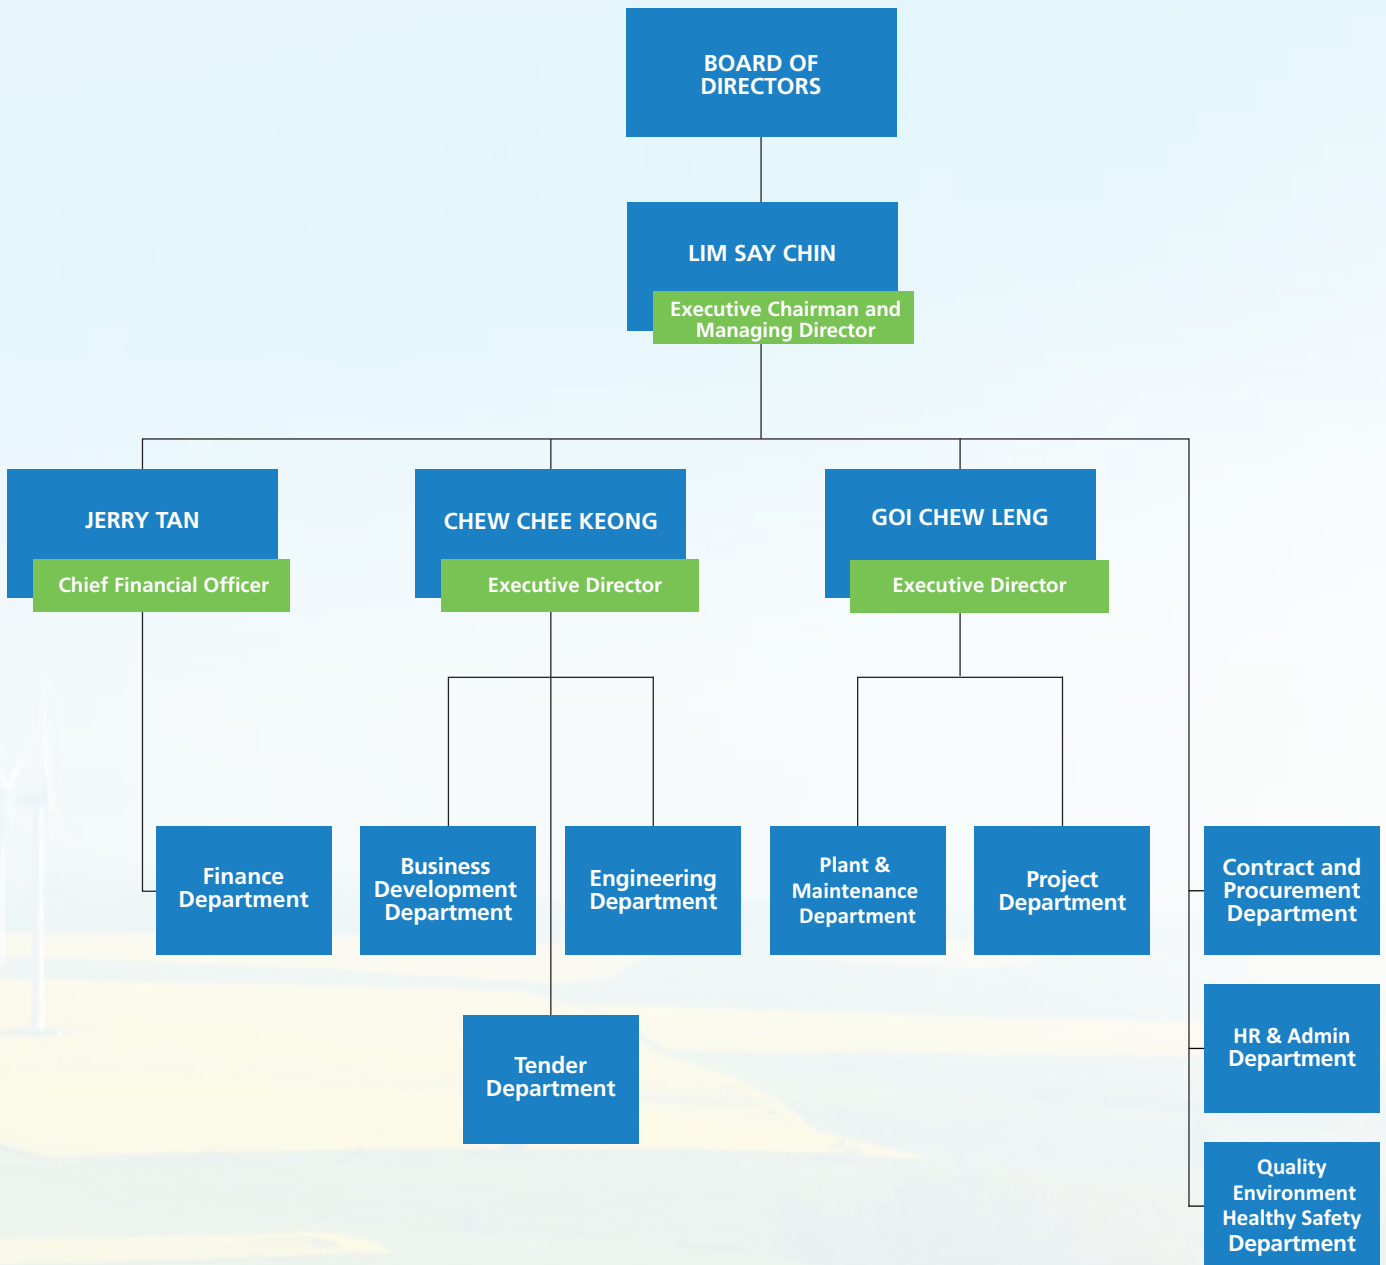 BOARD OF
DIRECTORS
LIM SAY CHIN
Executive Chairman and
Managing Director
JERRY TAN
Chief Financial Officer
CHEW CHEE KEONG
Executive Director
GOI CHEW LENG
Executive Director
Finance
Department
Business
Development
Department
Engineering
Department
Plant &
Maintenance
Department
Project
Department
Contract and
Procurement
Department
Tender
Department
HR & Admin
Department
Quality
Environment
Healthy Safety
Department